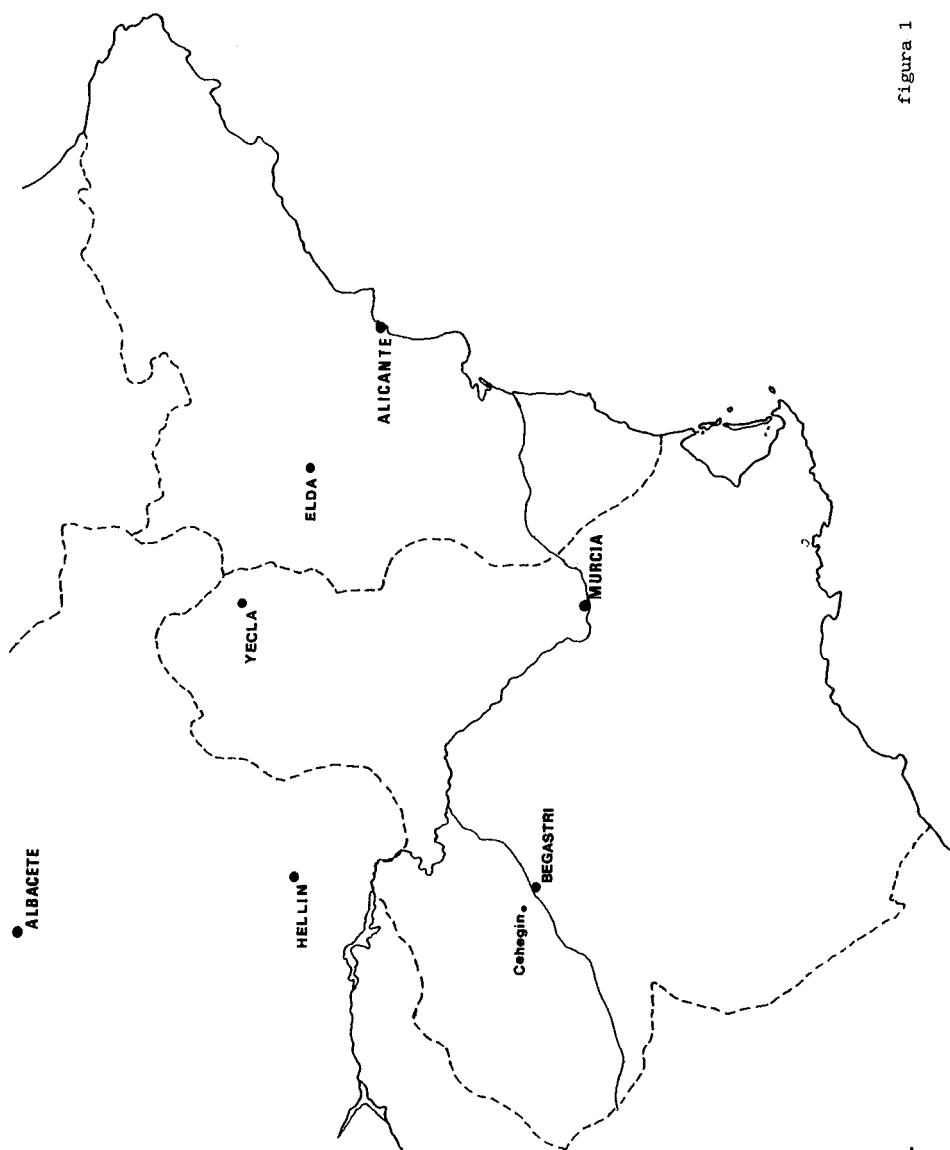 ALBACETE
HELLIN
YECLA
ELDA
ALICANTE
MURCIA
BEGASTRI
Cehegin
figura 1